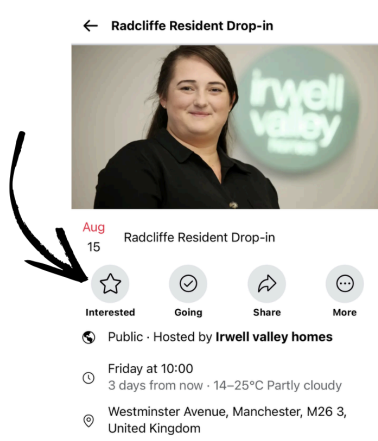 Radcliffe Resident Drop-in
irwell
valley
homes
Aug
15
Radcliffe Resident Drop-in
Interested
Going
Share
More
Public · Hosted by Irwell valley homes
Friday at 10:00
3 days from now · 14–25°C Partly cloudy
Westminster Avenue, Manchester, M26 3,
United Kingdom